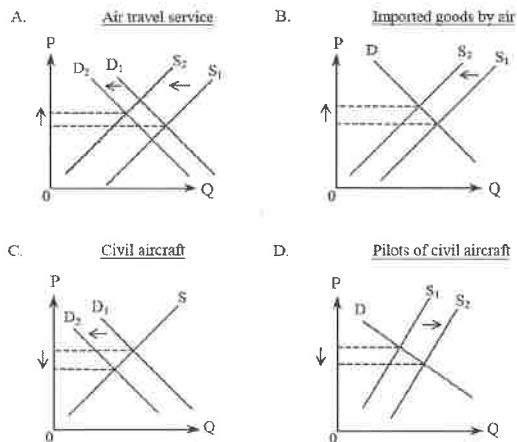 A. Air travel service
P
D₂ D₁ S₂ S₁
0 Q
B. Imported goods by air
P
D S₂ S₁
0 Q
C. Civil aircraft
P
D₂ D₁ S
0 Q
D. Pilots of civil aircraft
P
D S₁ S₂
0 Q